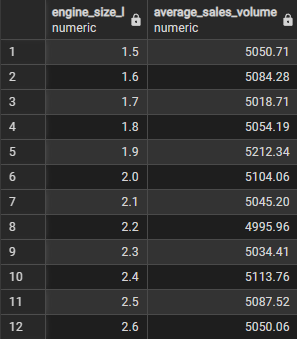 engine_size_l average_sales_volume
numeric numeric
1 1.5 5050.71
2 1.6 5084.28
3 1.7 5018.71
4 1.8 5054.19
5 1.9 5212.34
6 2.0 5104.06
7 2.1 5045.20
8 2.2 4995.96
9 2.3 5034.41
10 2.4 5113.76
11 2.5 5087.52
12 2.6 5050.06